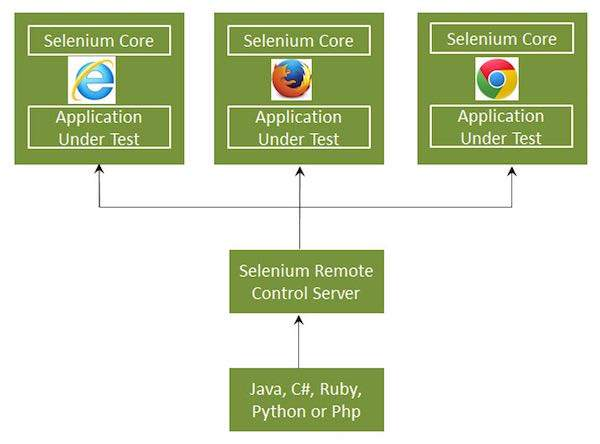 Selenium Core
Application
Under Test
Selenium Core
Application
Under Test
Selenium Core
Application
Under Test
Selenium Remote
Control Server
Java, C#, Ruby,
Python or Php